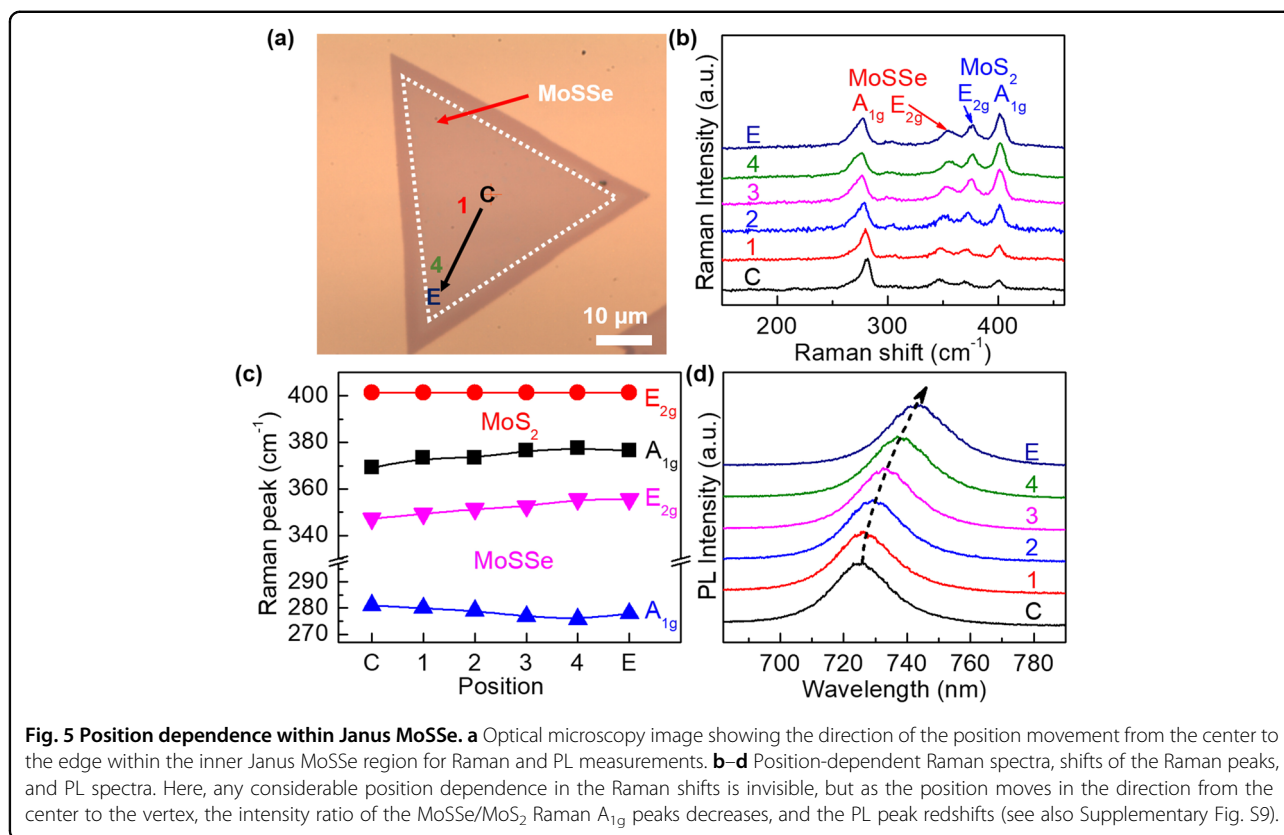 (a)
MoSSe
C
1
4
E
10 µm
(b)
Raman Intensity (a.u.)
MoSSe
A1g E2g
MoS2
E2g A1g
E
4
3
2
1
C
200 300 400
Raman shift (cm-1)
(c)
Raman peak (cm-1)
400
380
360
340
290
280
270
E2g
MoS2
A1g
E2g
MoSSe
A1g
C 1 2 3 4 E
Position
(d)
PL Intensity (a.u.)
E
4
3
2
1
C
700 720 740 760 780
Wavelength (nm)
Fig. 5 Position dependence within Janus MoSSe. a Optical microscopy image showing the direction of the position movement from the center to
the edge within the inner Janus MoSSe region for Raman and PL measurements. b–d Position-dependent Raman spectra, shifts of the Raman peaks,
and PL spectra. Here, any considerable position dependence in the Raman shifts is invisible, but as the position moves in the direction from the
center to the vertex, the intensity ratio of the MoSSe/MoS2 Raman A1g peaks decreases, and the PL peak redshifts (see also Supplementary Fig. S9).